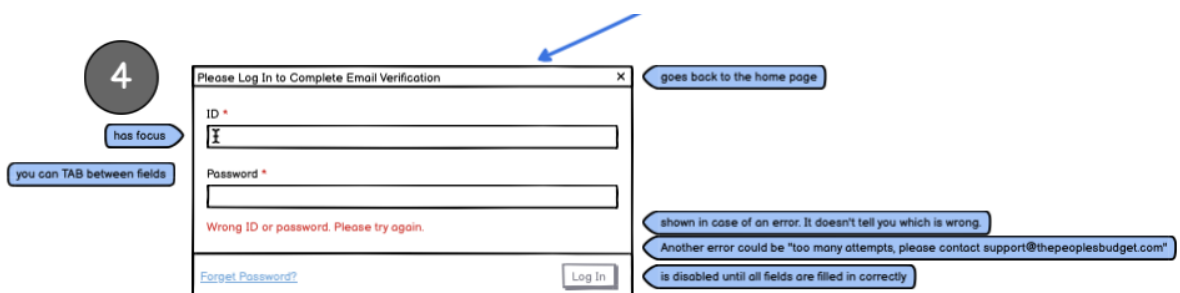 4
Please Log In to Complete Email Verification ×
goes back to the home page
ID *
has focus
you can TAB between fields
Password *
Wrong ID or password. Please try again.
shown in case of an error. It doesn't tell you which is wrong.
Another error could be "too many attempts, please contact support@thepeoplesbudget.com"
Forget Password?
Log In
is disabled until all fields are filled in correctly